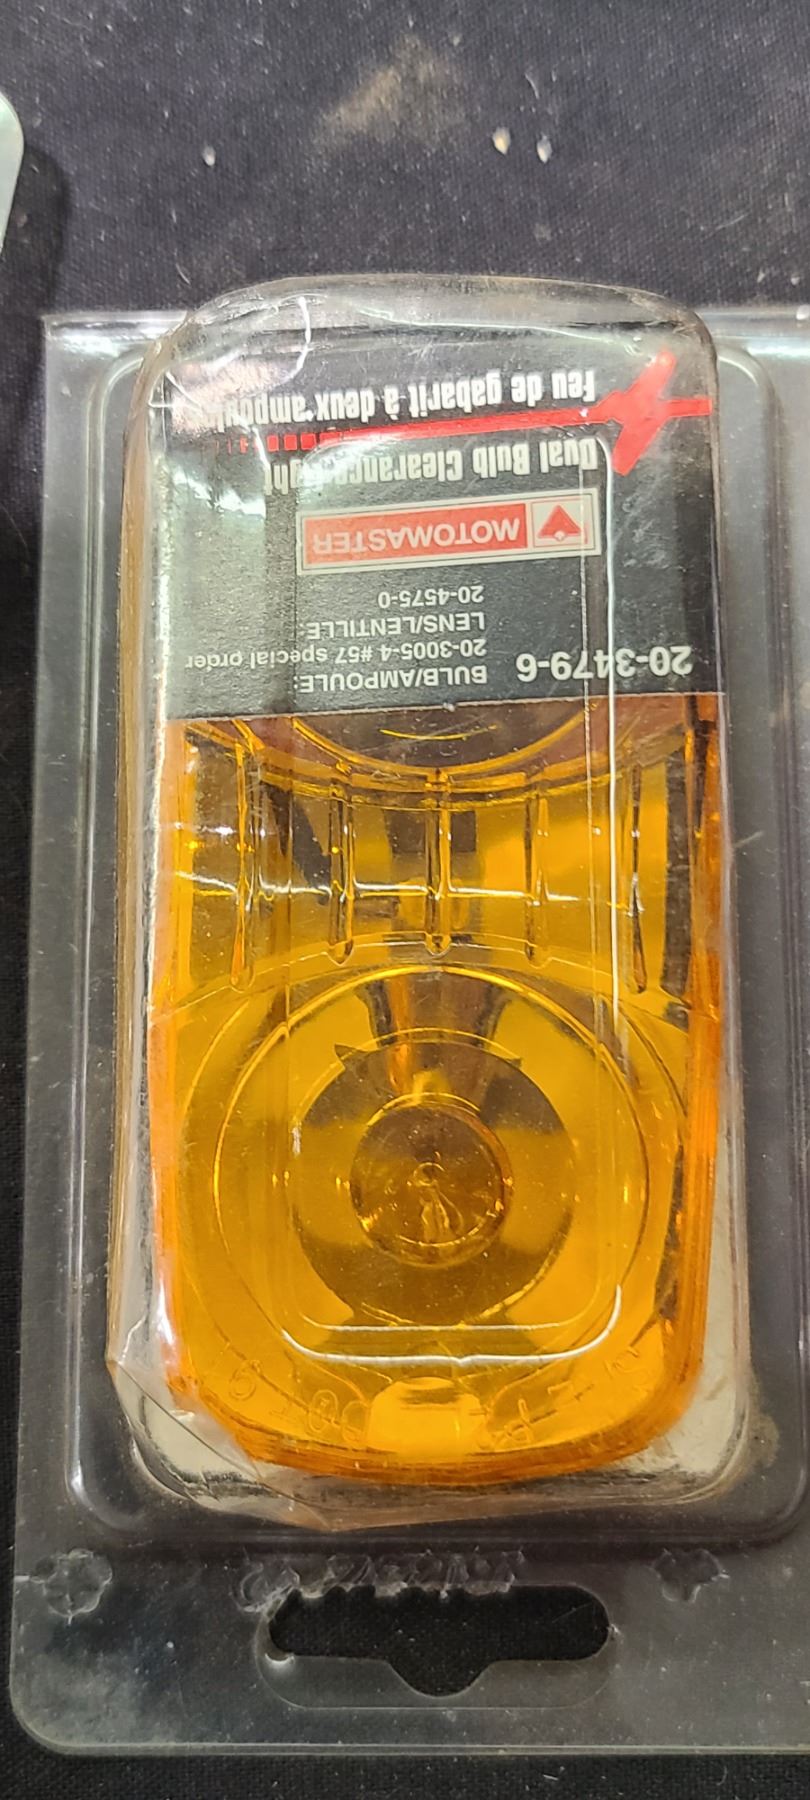 20-3479-6
BULB/AMPOULE:
20-3005-4 #57 special order
LENS/LENTILLE:
20-4575-0
MOTOMASTER
Dual Bulb Clearance Light
Feu de gabarit à deux ampoules